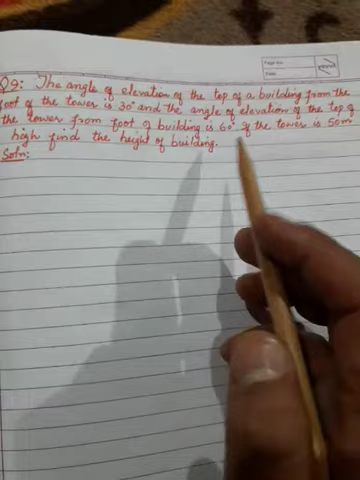 Q9: The angle of elevation of the top of a building from the
foot of the tower is 30° and the angle of elevation of the top of
the tower from foot of building is 60°. If the tower is 50m
high find the height of building.
Soln: